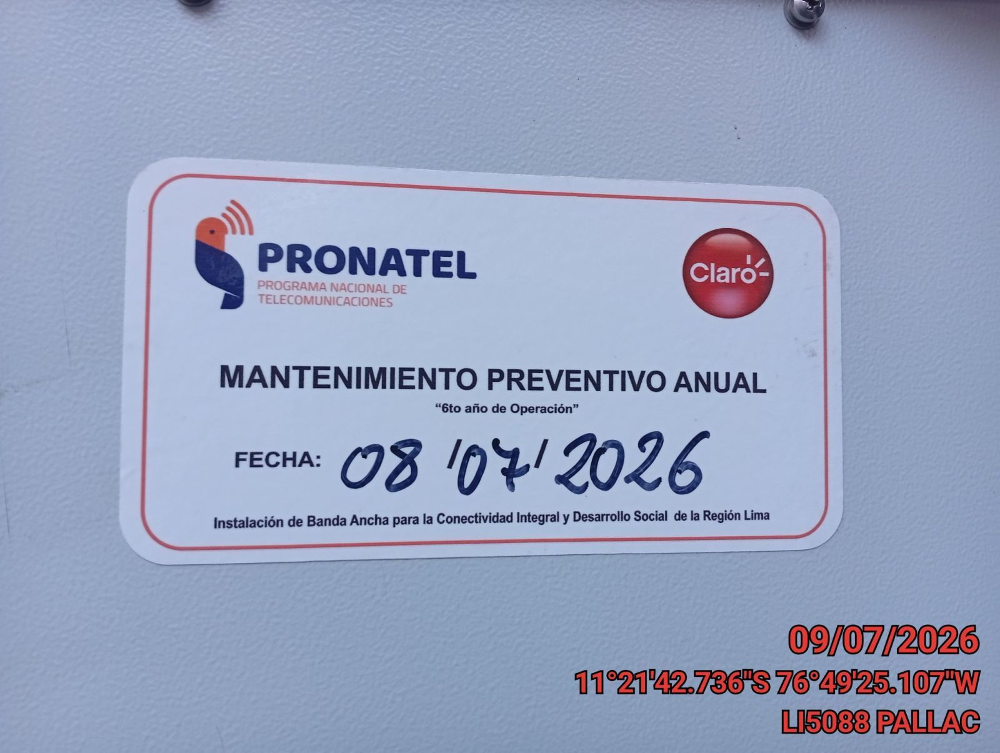 PRONATEL
PROGRAMA NACIONAL DE
TELECOMUNICACIONES
Claro
MANTENIMIENTO PREVENTIVO ANUAL
“6to año de Operación”
FECHA: 08/07/2026
Instalación de Banda Ancha para la Conectividad Integral y Desarrollo Social de la Región Lima
09/07/2026
11°21'42.736"S 76°49'25.107"W
LI5088 PALLAC